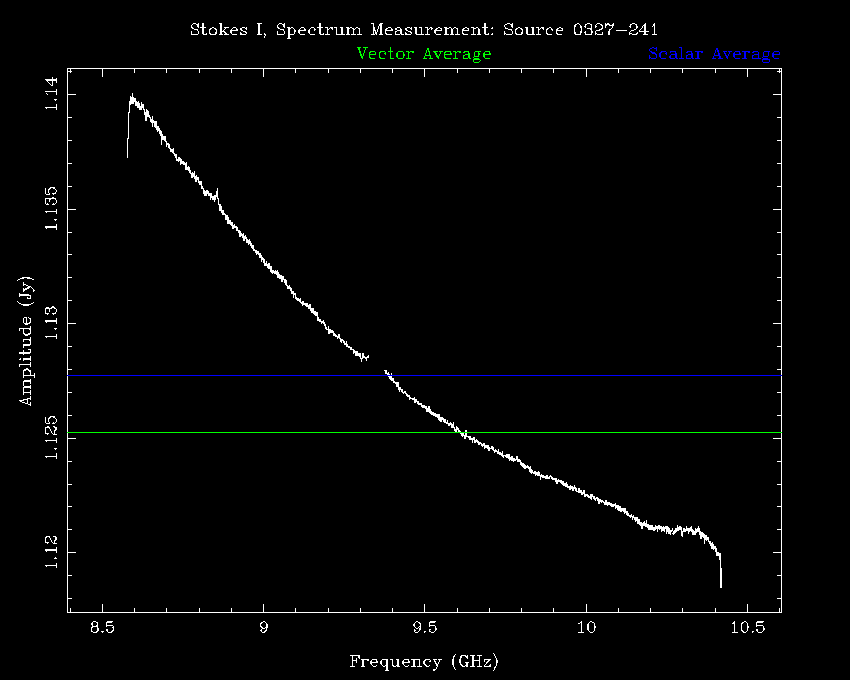 Stokes I, Spectrum Measurement: Source 0327−241
Vector Average
Scalar Average
1.14
1.135
1.13
1.125
1.12
Amplitude (Jy)
8.5
9
9.5
10
10.5
Frequency (GHz)